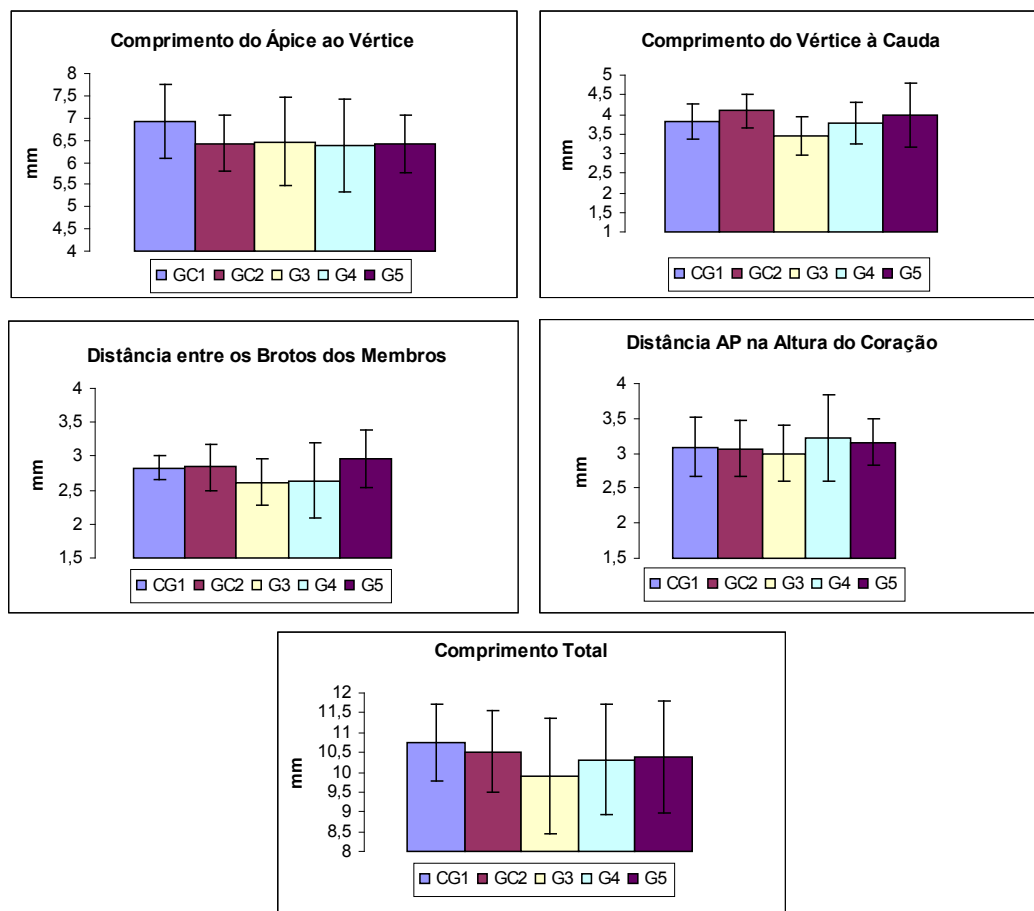 Comprimento do Ápice ao Vértice
8
7,5
7
6,5
6
5,5
5
4,5
4
mm
GC1 GC2 G3 G4 G5
Comprimento do Vértice à Cauda
5
4,5
4
3,5
3
2,5
2
1,5
1
mm
CG1 GC2 G3 G4 G5
Distância entre os Brotos dos Membros
4
3,5
3
2,5
2
1,5
mm
CG1 GC2 G3 G4 G5
Distância AP na Altura do Coração
4
3,5
3
2,5
2
1,5
mm
CG1 GC2 G3 G4 G5
Comprimento Total
12
11,5
11
10,5
10
9,5
9
8,5
8
mm
CG1 GC2 G3 G4 G5